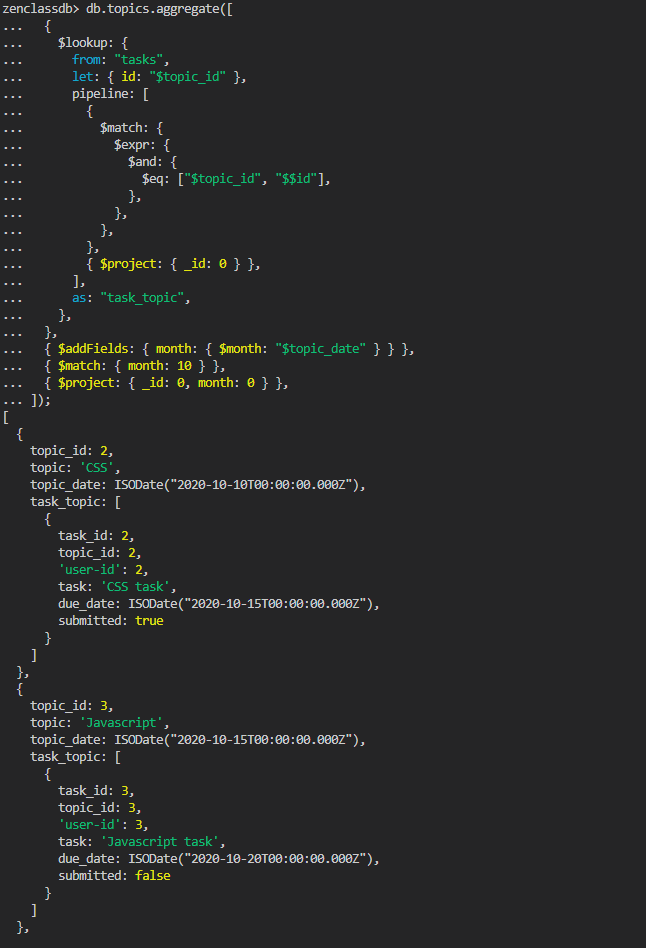 zenclassdb> db.topics.aggregate([
...   {
...     $lookup: {
...       from: "tasks",
...       let: { id: "$topic_id" },
...       pipeline: [
...         {
...           $match: {
...             $expr: {
...               $and: {
...                 $eq: ["$topic_id", "$$id"],
...               },
...             },
...           },
...         },
...         { $project: { _id: 0 } },
...       ],
...       as: "task_topic",
...     },
...   },
...   { $addFields: { month: { $month: "$topic_date" } } },
...   { $match: { month: 10 } },
...   { $project: { _id: 0, month: 0 } },
... ]);
[
  {
    topic_id: 2,
    topic: 'CSS',
    topic_date: ISODate("2020-10-10T00:00:00.000Z"),
    task_topic: [
      {
        task_id: 2,
        topic_id: 2,
        'user-id': 2,
        task: 'CSS task',
        due_date: ISODate("2020-10-15T00:00:00.000Z"),
        submitted: true
      }
    ]
  },
  {
    topic_id: 3,
    topic: 'Javascript',
    topic_date: ISODate("2020-10-15T00:00:00.000Z"),
    task_topic: [
      {
        task_id: 3,
        topic_id: 3,
        'user-id': 3,
        task: 'Javascript task',
        due_date: ISODate("2020-10-20T00:00:00.000Z"),
        submitted: false
      }
    ]
  },